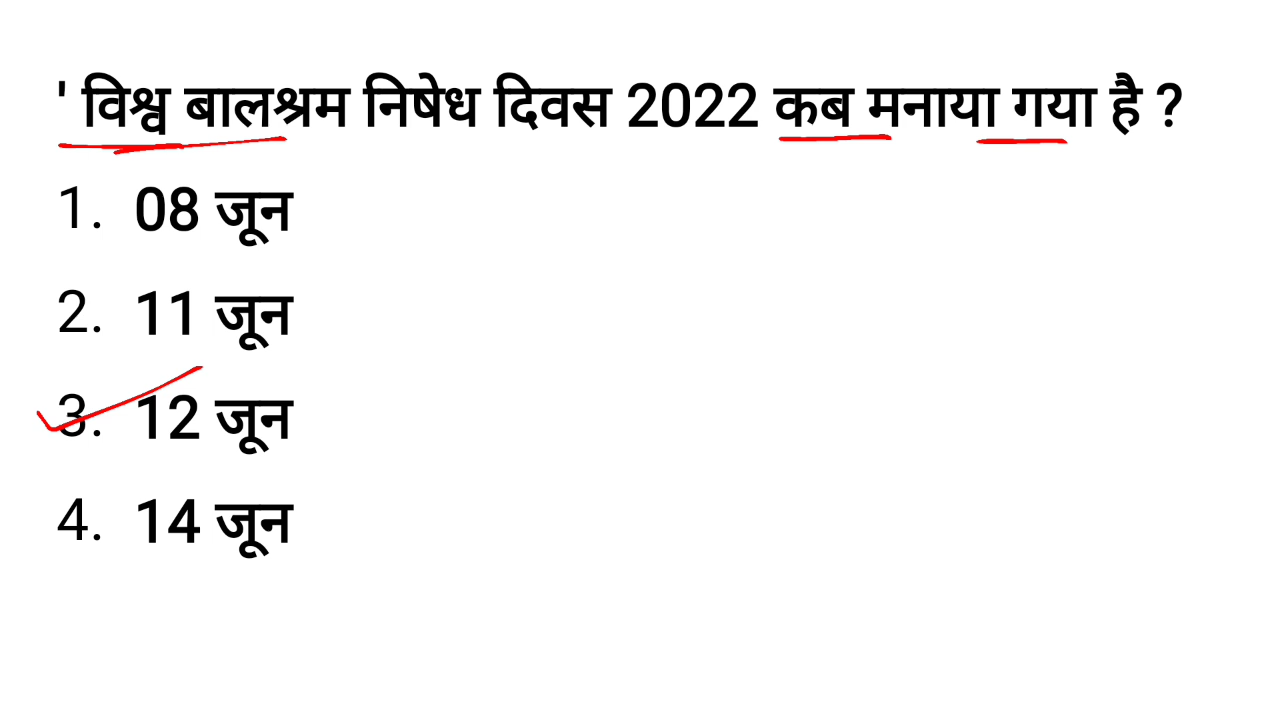 ' विश्व बालश्रम निषेध दिवस 2022 कब मनाया गया है ?
1. 08 जून
2. 11 जून
3. 12 जून
4. 14 जून